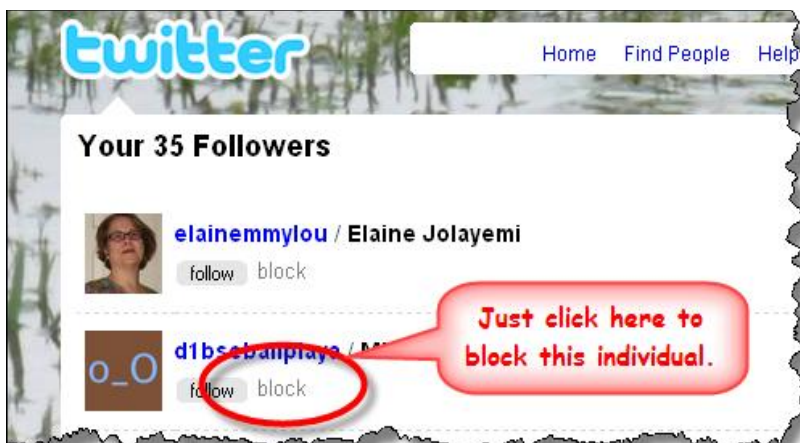 twitter
Home Find People Help
Your 35 Followers
elainemmylou / Elaine Jolayemi
follow block
o_O
/
follow block
Just click here to
block this individual.